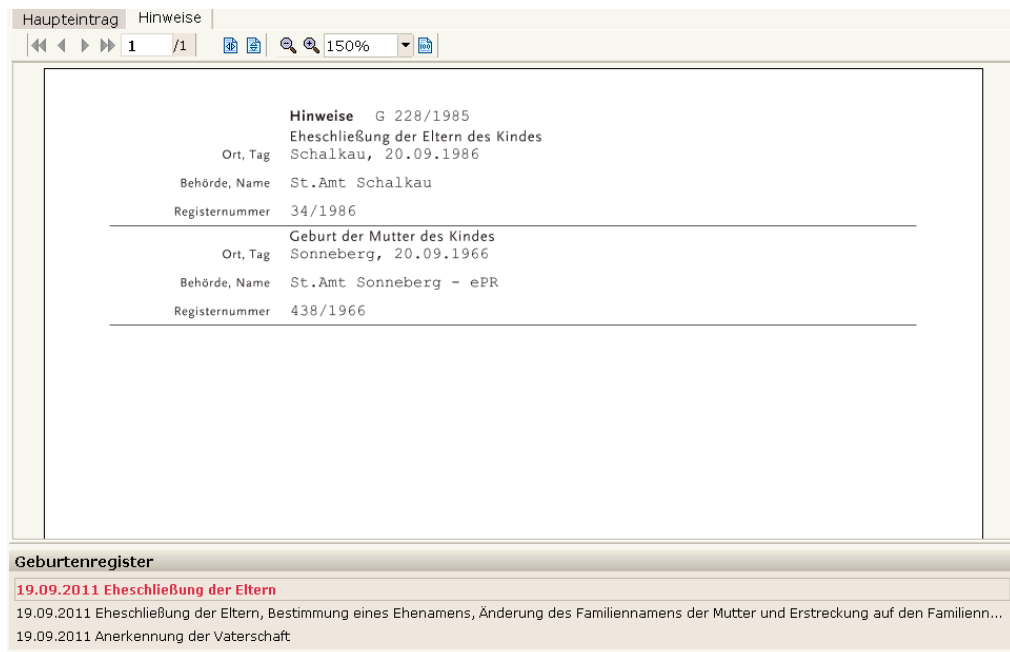 Haupteintrag Hinweise
1 /1 150%
Hinweise G 228/1985
Eheschließung der Eltern des Kindes
Ort, Tag Schalkau, 20.09.1986
Behörde, Name St.Amt Schalkau
Registernummer 34/1986
Geburt der Mutter des Kindes
Ort, Tag Sonneberg, 20.09.1966
Behörde, Name St.Amt Sonneberg - ePR
Registernummer 438/1966
Geburtenregister
19.09.2011 Eheschließung der Eltern
19.09.2011 Eheschließung der Eltern, Bestimmung eines Ehenamens, Änderung des Familiennamens der Mutter und Erstreckung auf den Familienn...
19.09.2011 Anerkennung der Vaterschaft